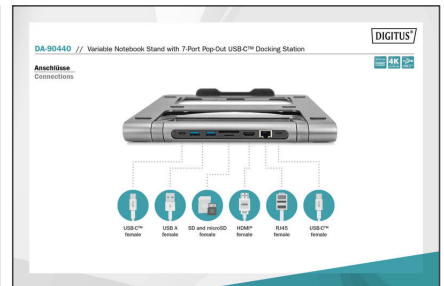 DIGITUS®
DA-90440 // Variable Notebook Stand with 7-Port Pop-Out USB-C™ Docking Station
4K
Anschlüsse
Connections
USB-C™ female
USB A female
SD and microSD female
HDMI® female
RJ45 female
USB-C™ female